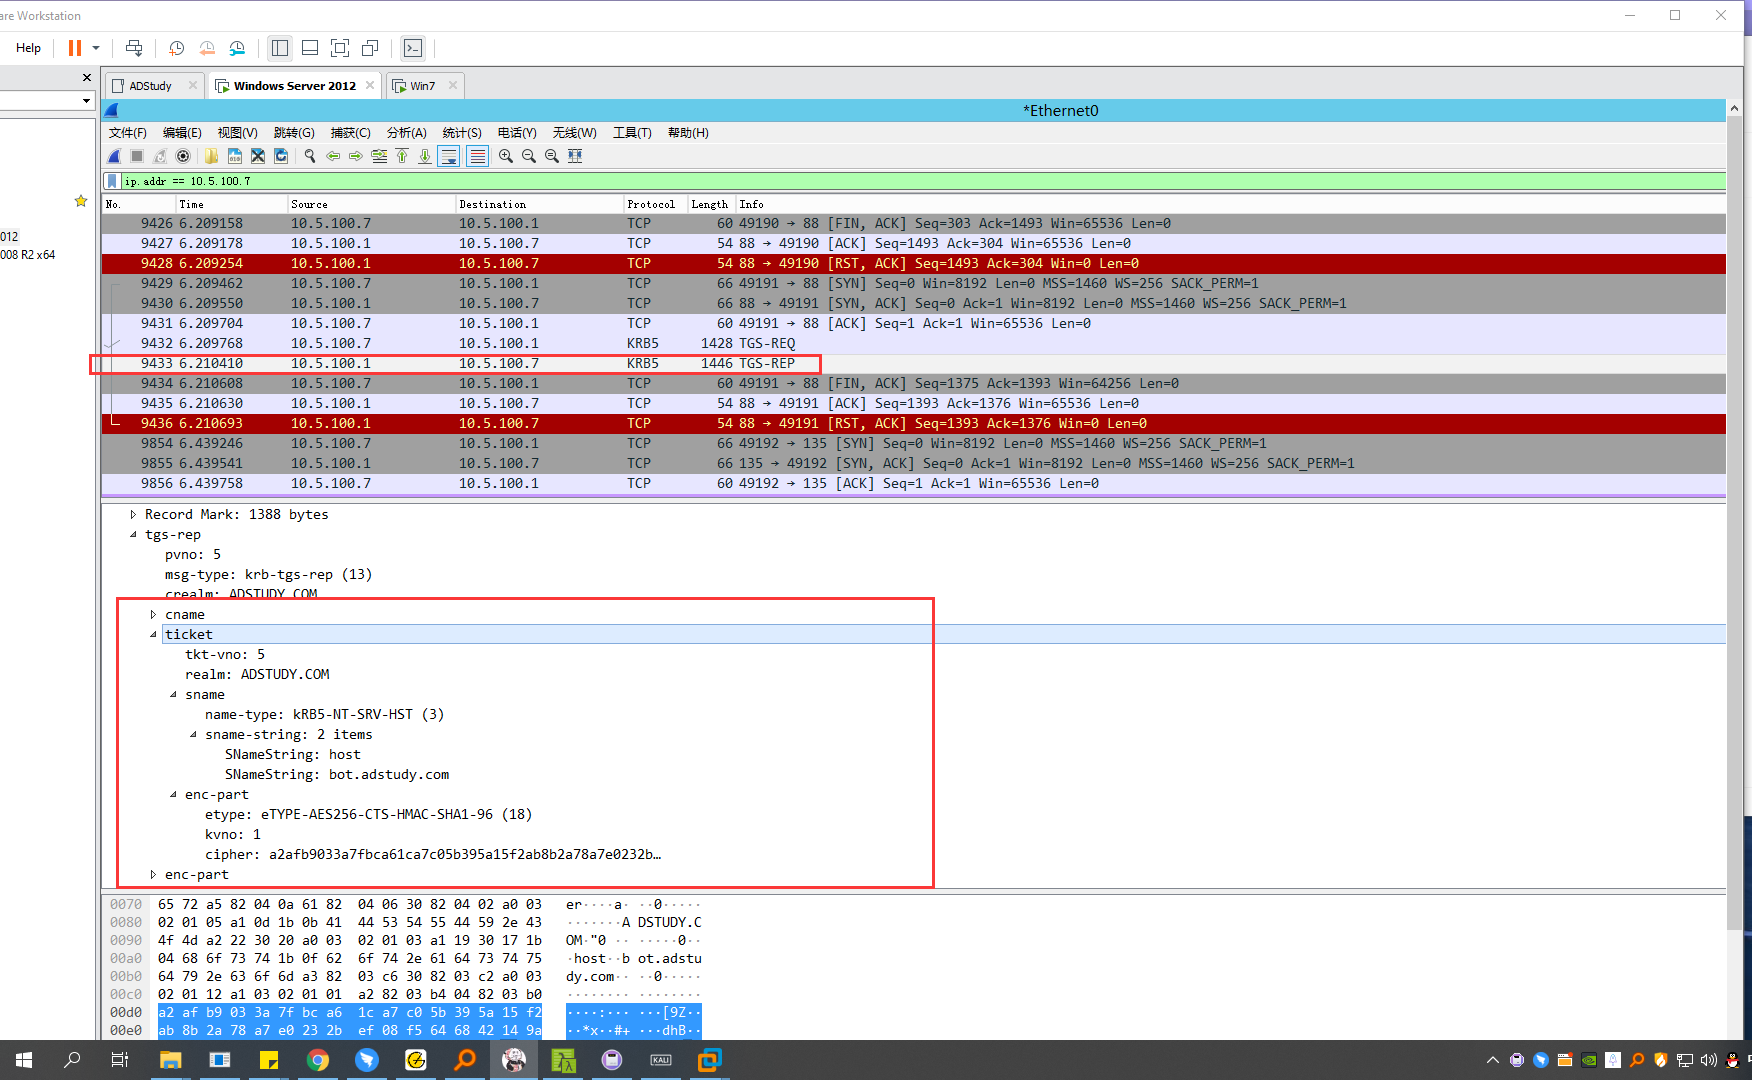 are Workstation
Help
ADStudy
Windows Server 2012
Win7
*Ethernet0
文件(F) 编辑(E) 视图(V) 跳转(G) 捕获(C) 分析(A) 统计(S) 电话(Y) 无线(W) 工具(T) 帮助(H)
ip.addr == 10.5.100.7
012
008 R2 x64
No. Time Source Destination Protocol Length Info
9426 6.209158 10.5.100.7 10.5.100.1 TCP 60 49190 → 88 [FIN, ACK] Seq=303 Ack=1493 Win=65536 Len=0
9427 6.209178 10.5.100.1 10.5.100.7 TCP 54 88 → 49190 [ACK] Seq=1493 Ack=304 Win=65536 Len=0
9428 6.209254 10.5.100.1 10.5.100.7 TCP 54 88 → 49190 [RST, ACK] Seq=1493 Ack=304 Win=0 Len=0
9429 6.209462 10.5.100.7 10.5.100.1 TCP 66 49191 → 88 [SYN] Seq=0 Win=8192 Len=0 MSS=1460 WS=256 SACK_PERM=1
9430 6.209550 10.5.100.1 10.5.100.7 TCP 66 88 → 49191 [SYN, ACK] Seq=0 Ack=1 Win=8192 Len=0 MSS=1460 WS=256 SACK_PERM=1
9431 6.209704 10.5.100.7 10.5.100.1 TCP 60 49191 → 88 [ACK] Seq=1 Ack=1 Win=65536 Len=0
9432 6.209768 10.5.100.7 10.5.100.1 KRB5 1428 TGS-REQ
9433 6.210410 10.5.100.1 10.5.100.7 KRB5 1446 TGS-REP
9434 6.210608 10.5.100.7 10.5.100.1 TCP 60 49191 → 88 [FIN, ACK] Seq=1375 Ack=1393 Win=64256 Len=0
9435 6.210630 10.5.100.1 10.5.100.7 TCP 54 88 → 49191 [ACK] Seq=1393 Ack=1376 Win=65536 Len=0
9436 6.210693 10.5.100.1 10.5.100.7 TCP 54 88 → 49191 [RST, ACK] Seq=1393 Ack=1376 Win=0 Len=0
9854 6.439246 10.5.100.7 10.5.100.1 TCP 66 49192 → 135 [SYN] Seq=0 Win=8192 Len=0 MSS=1460 WS=256 SACK_PERM=1
9855 6.439541 10.5.100.1 10.5.100.7 TCP 66 135 → 49192 [SYN, ACK] Seq=0 Ack=1 Win=8192 Len=0 MSS=1460 WS=256 SACK_PERM=1
9856 6.439758 10.5.100.7 10.5.100.1 TCP 60 49192 → 135 [ACK] Seq=1 Ack=1 Win=65536 Len=0
Record Mark: 1388 bytes
tgs-rep
pvno: 5
msg-type: krb-tgs-rep (13)
crealm: ADSTUDY.COM
cname
ticket
tkt-vno: 5
realm: ADSTUDY.COM
sname
name-type: kRB5-NT-SRV-HST (3)
sname-string: 2 items
SNameString: host
SNameString: bot.adstudy.com
enc-part
etype: eTYPE-AES256-CTS-HMAC-SHA1-96 (18)
kvno: 1
cipher: a2afb9033a7fbca61ca7c05b395a15f2ab8b2a78a7e0232b…
enc-part
0070 65 72 a5 82 04 0a 61 82 04 06 30 82 04 02 a0 03 er····a· ··0·····
0080 02 01 05 a1 0d 1b 0b 41 44 53 54 55 44 59 2e 43 ·······A DSTUDY.C
0090 4f 4d a2 22 30 20 a0 03 02 01 03 a1 19 30 17 1b OM·"0 ·· ·····0··
00a0 04 68 6f 73 74 1b 0f 62 6f 74 2e 61 64 73 74 75 ·host··b ot.adstu
00b0 64 79 2e 63 6f 6d a3 82 03 c6 30 82 03 c2 a0 03 dy.com·· ··0·····
00c0 02 01 12 a1 03 02 01 01 a2 82 03 b4 04 82 03 b0 ········ ········
00d0 a2 af b9 03 3a 7f bc a6 1c a7 c0 5b 39 5a 15 f2 ····:··· ···[9Z··
00e0 ab 8b 2a 78 a7 e0 23 2b ef 08 f5 64 68 42 14 9a ··*x··#+ ···dhB··
KALI